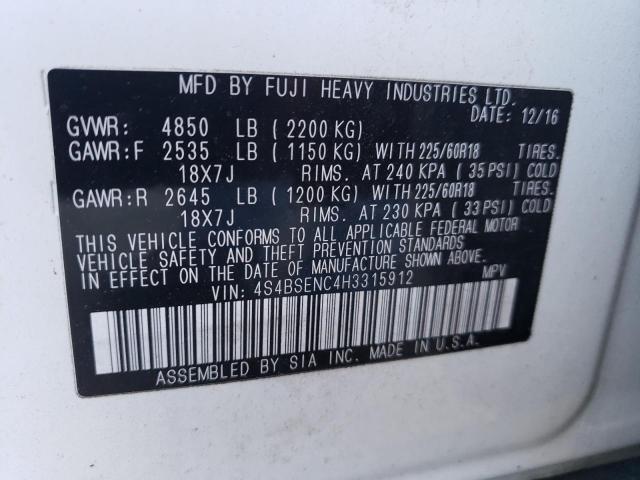 MFD BY FUJI HEAVY INDUSTRIES LTD.
DATE: 12/16
GVWR: 4850 LB ( 2200 KG)
GAWR: F 2535 LB ( 1150 KG) WITH 225/60R18 TIRES.
18X7J RIMS. AT 240 KPA ( 35 PSI) COLD
GAWR: R 2645 LB ( 1200 KG) WITH 225/60R18 TIRES.
18X7J RIMS. AT 230 KPA ( 33 PSI) COLD
THIS VEHICLE CONFORMS TO ALL APPLICABLE FEDERAL MOTOR
VEHICLE SAFETY AND THEFT PREVENTION STANDARDS
IN EFFECT ON THE DATE OF MANUFACTURE SHOWN ABOVE.
VIN: 4S4BSENC4H3315912 MPV
ASSEMBLED BY SIA INC. MADE IN U.S.A.